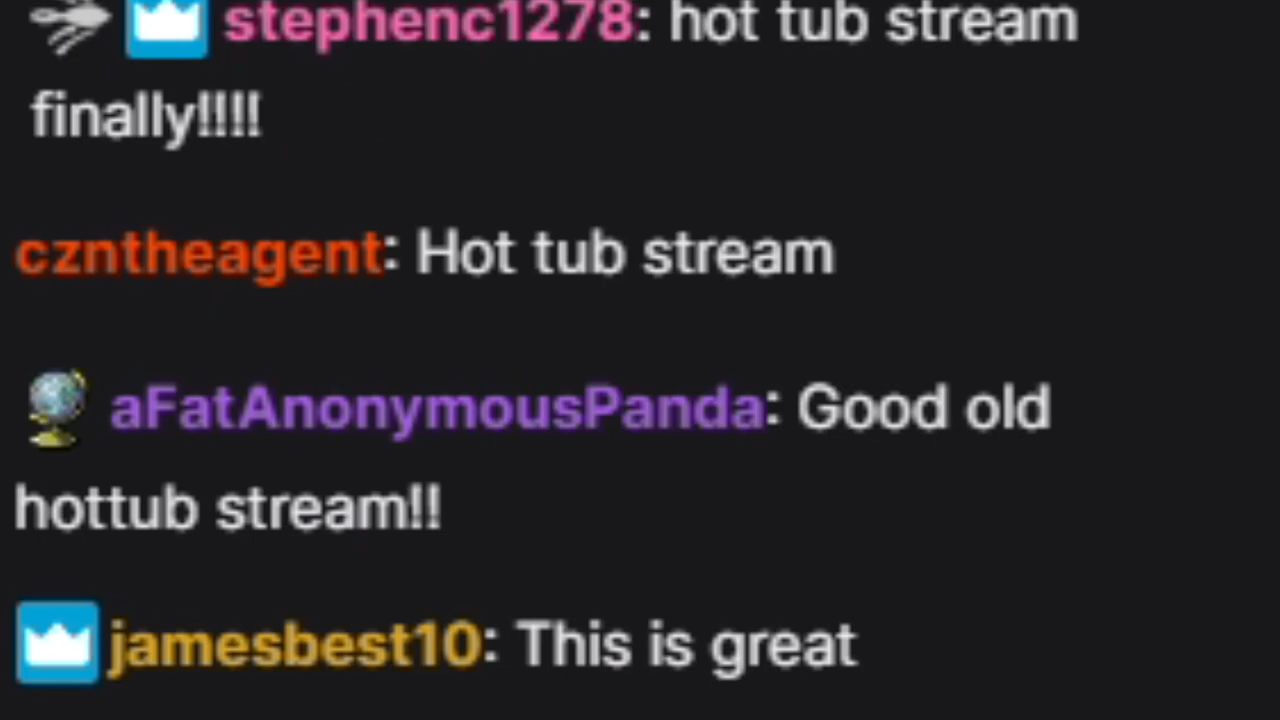 stephenc1278: hot tub stream
finally!!!!
czntheagent: Hot tub stream
aFatAnonymousPanda: Good old
hottub stream!!
jamesbest10: This is great